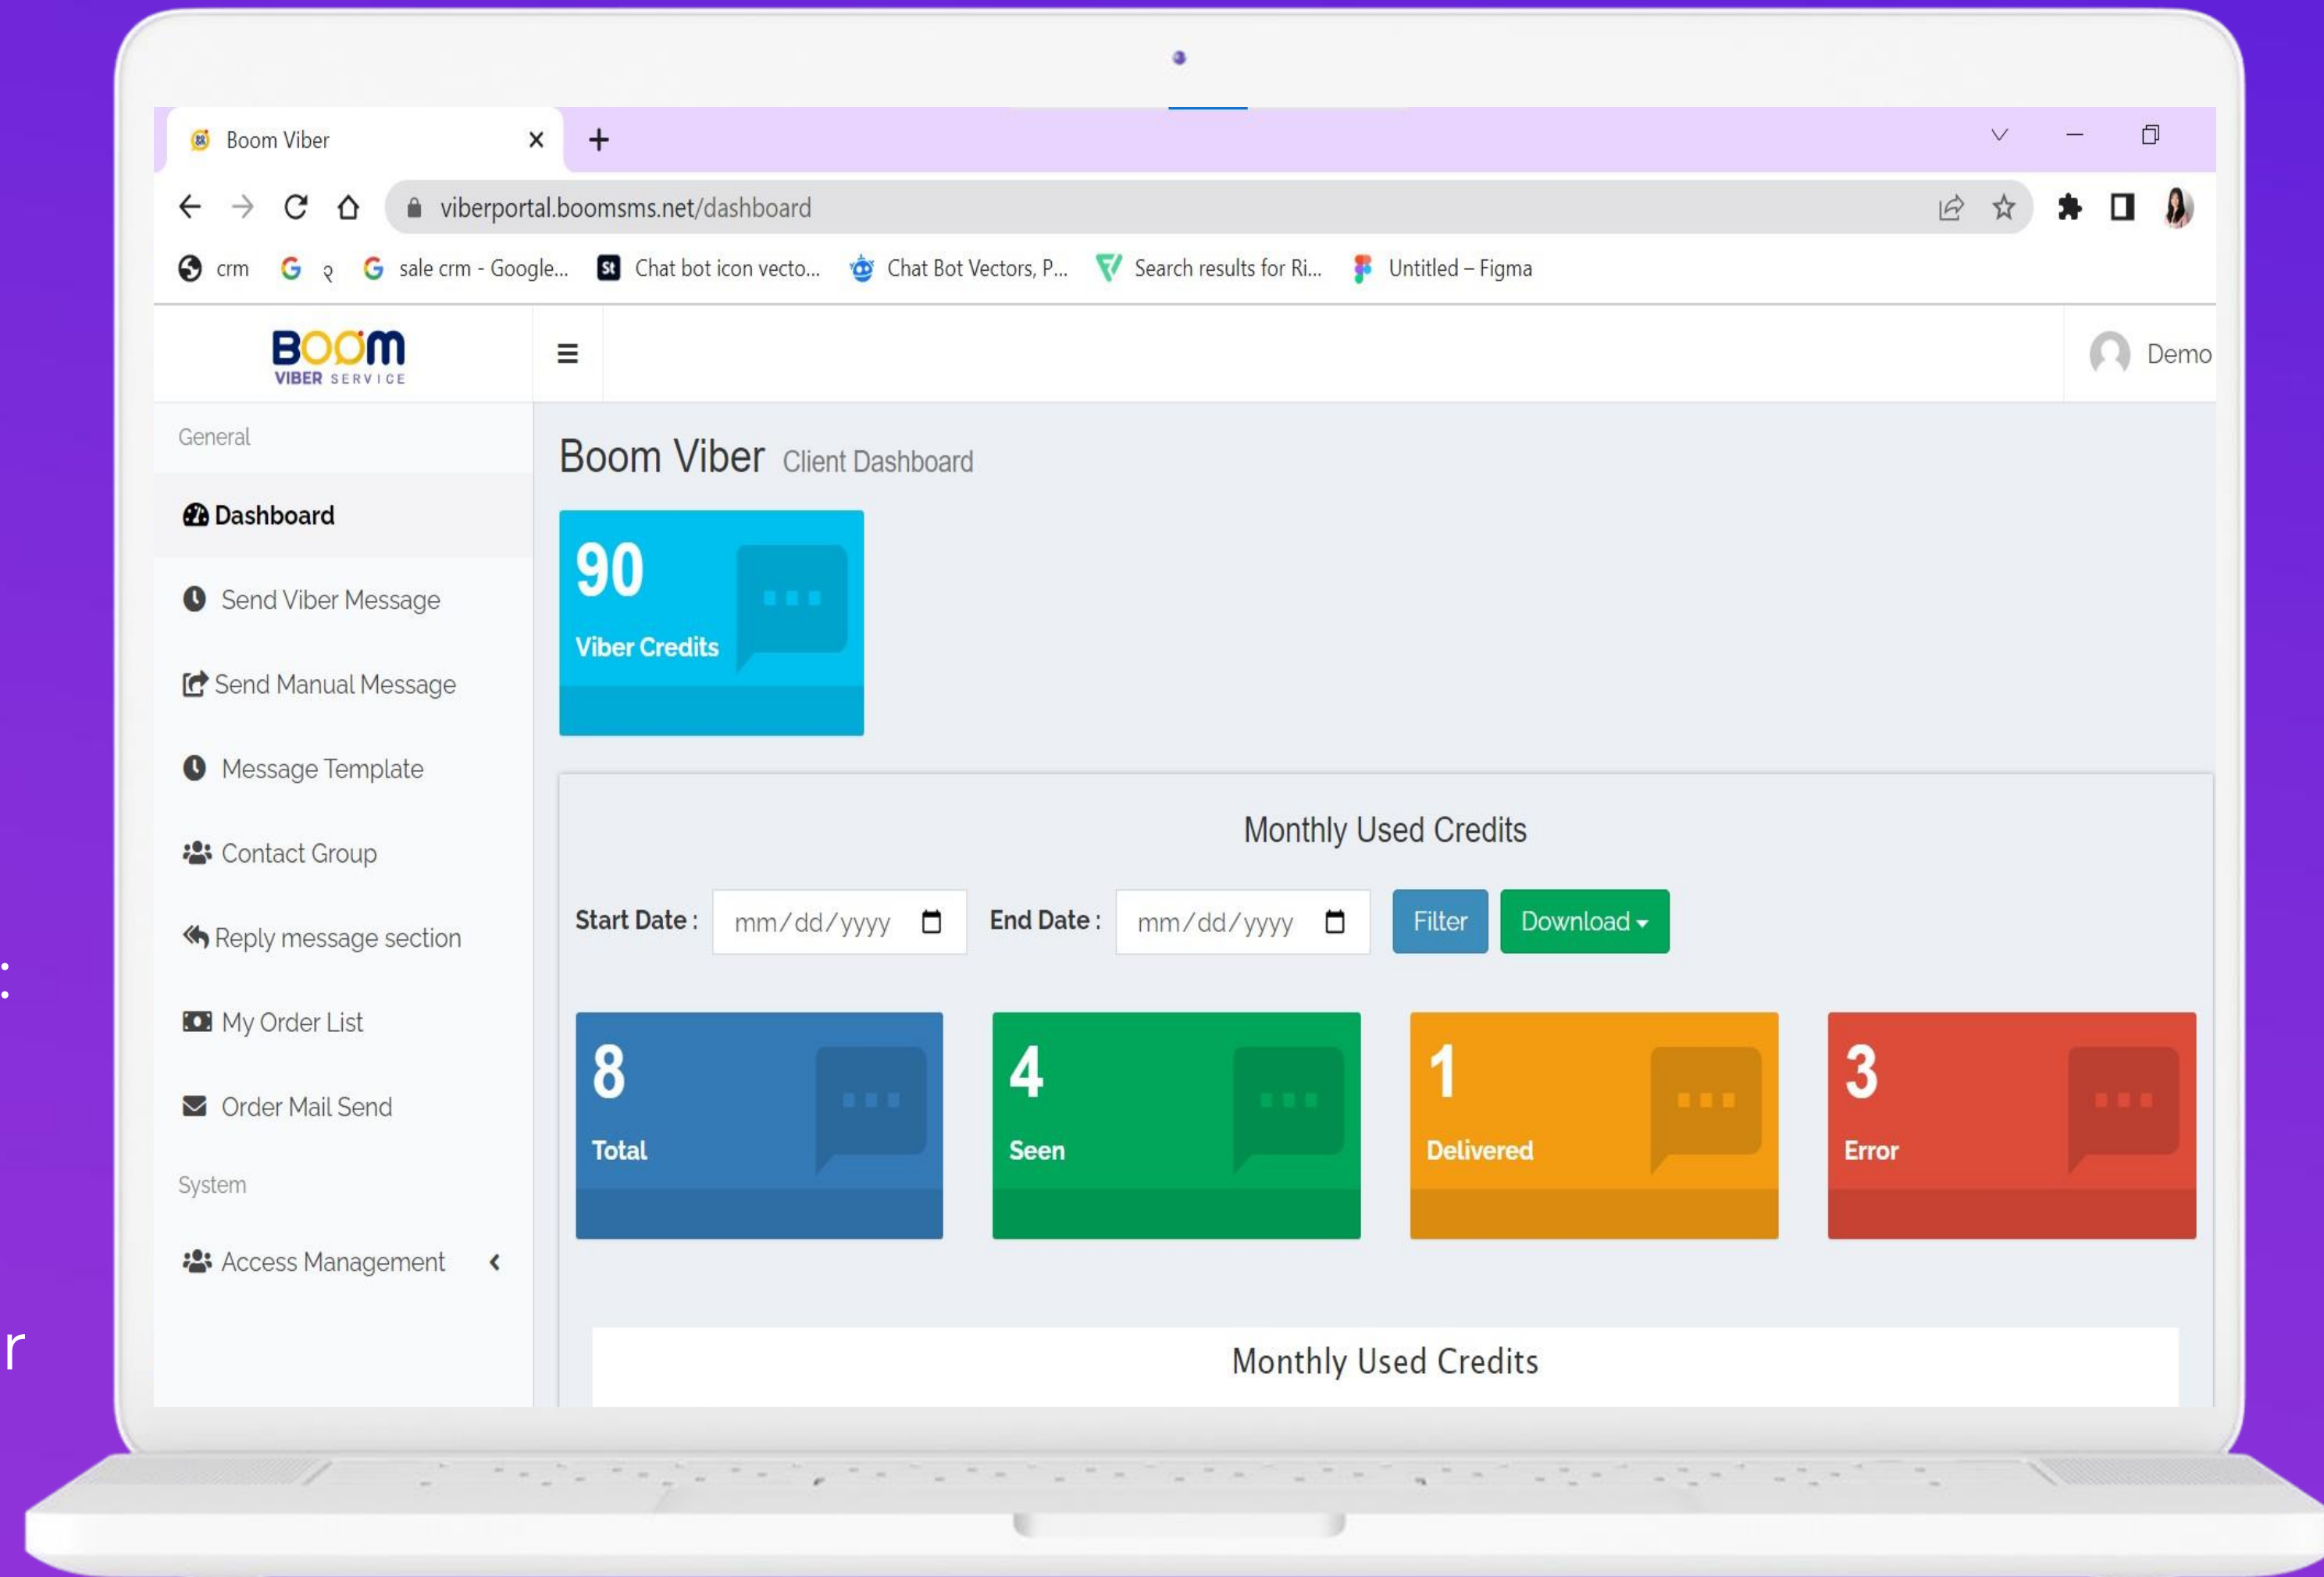 Boom Viber
viberportal.boomsms.net/dashboard
crm
sale crm - Goog​le...
St Chat bot icon vecto...
Chat Bot Vectors, P...
Search results for Ri...
Untitled – Figma
BOOM
VIBER SERVICE
Demo
General
Dashboard
Send Viber Message
Send Manual Message
Message Template
Contact Group
Reply message section
My Order List
Order Mail Send
System
Access Management
Boom Viber Client Dashboard
90
Viber Credits
Monthly Used Credits
Start Date : mm/dd/yyyy End Date : mm/dd/yyyy Filter Download
8
Total
4
Seen
1
Delivered
3
Error
Monthly Used Credits
:
r